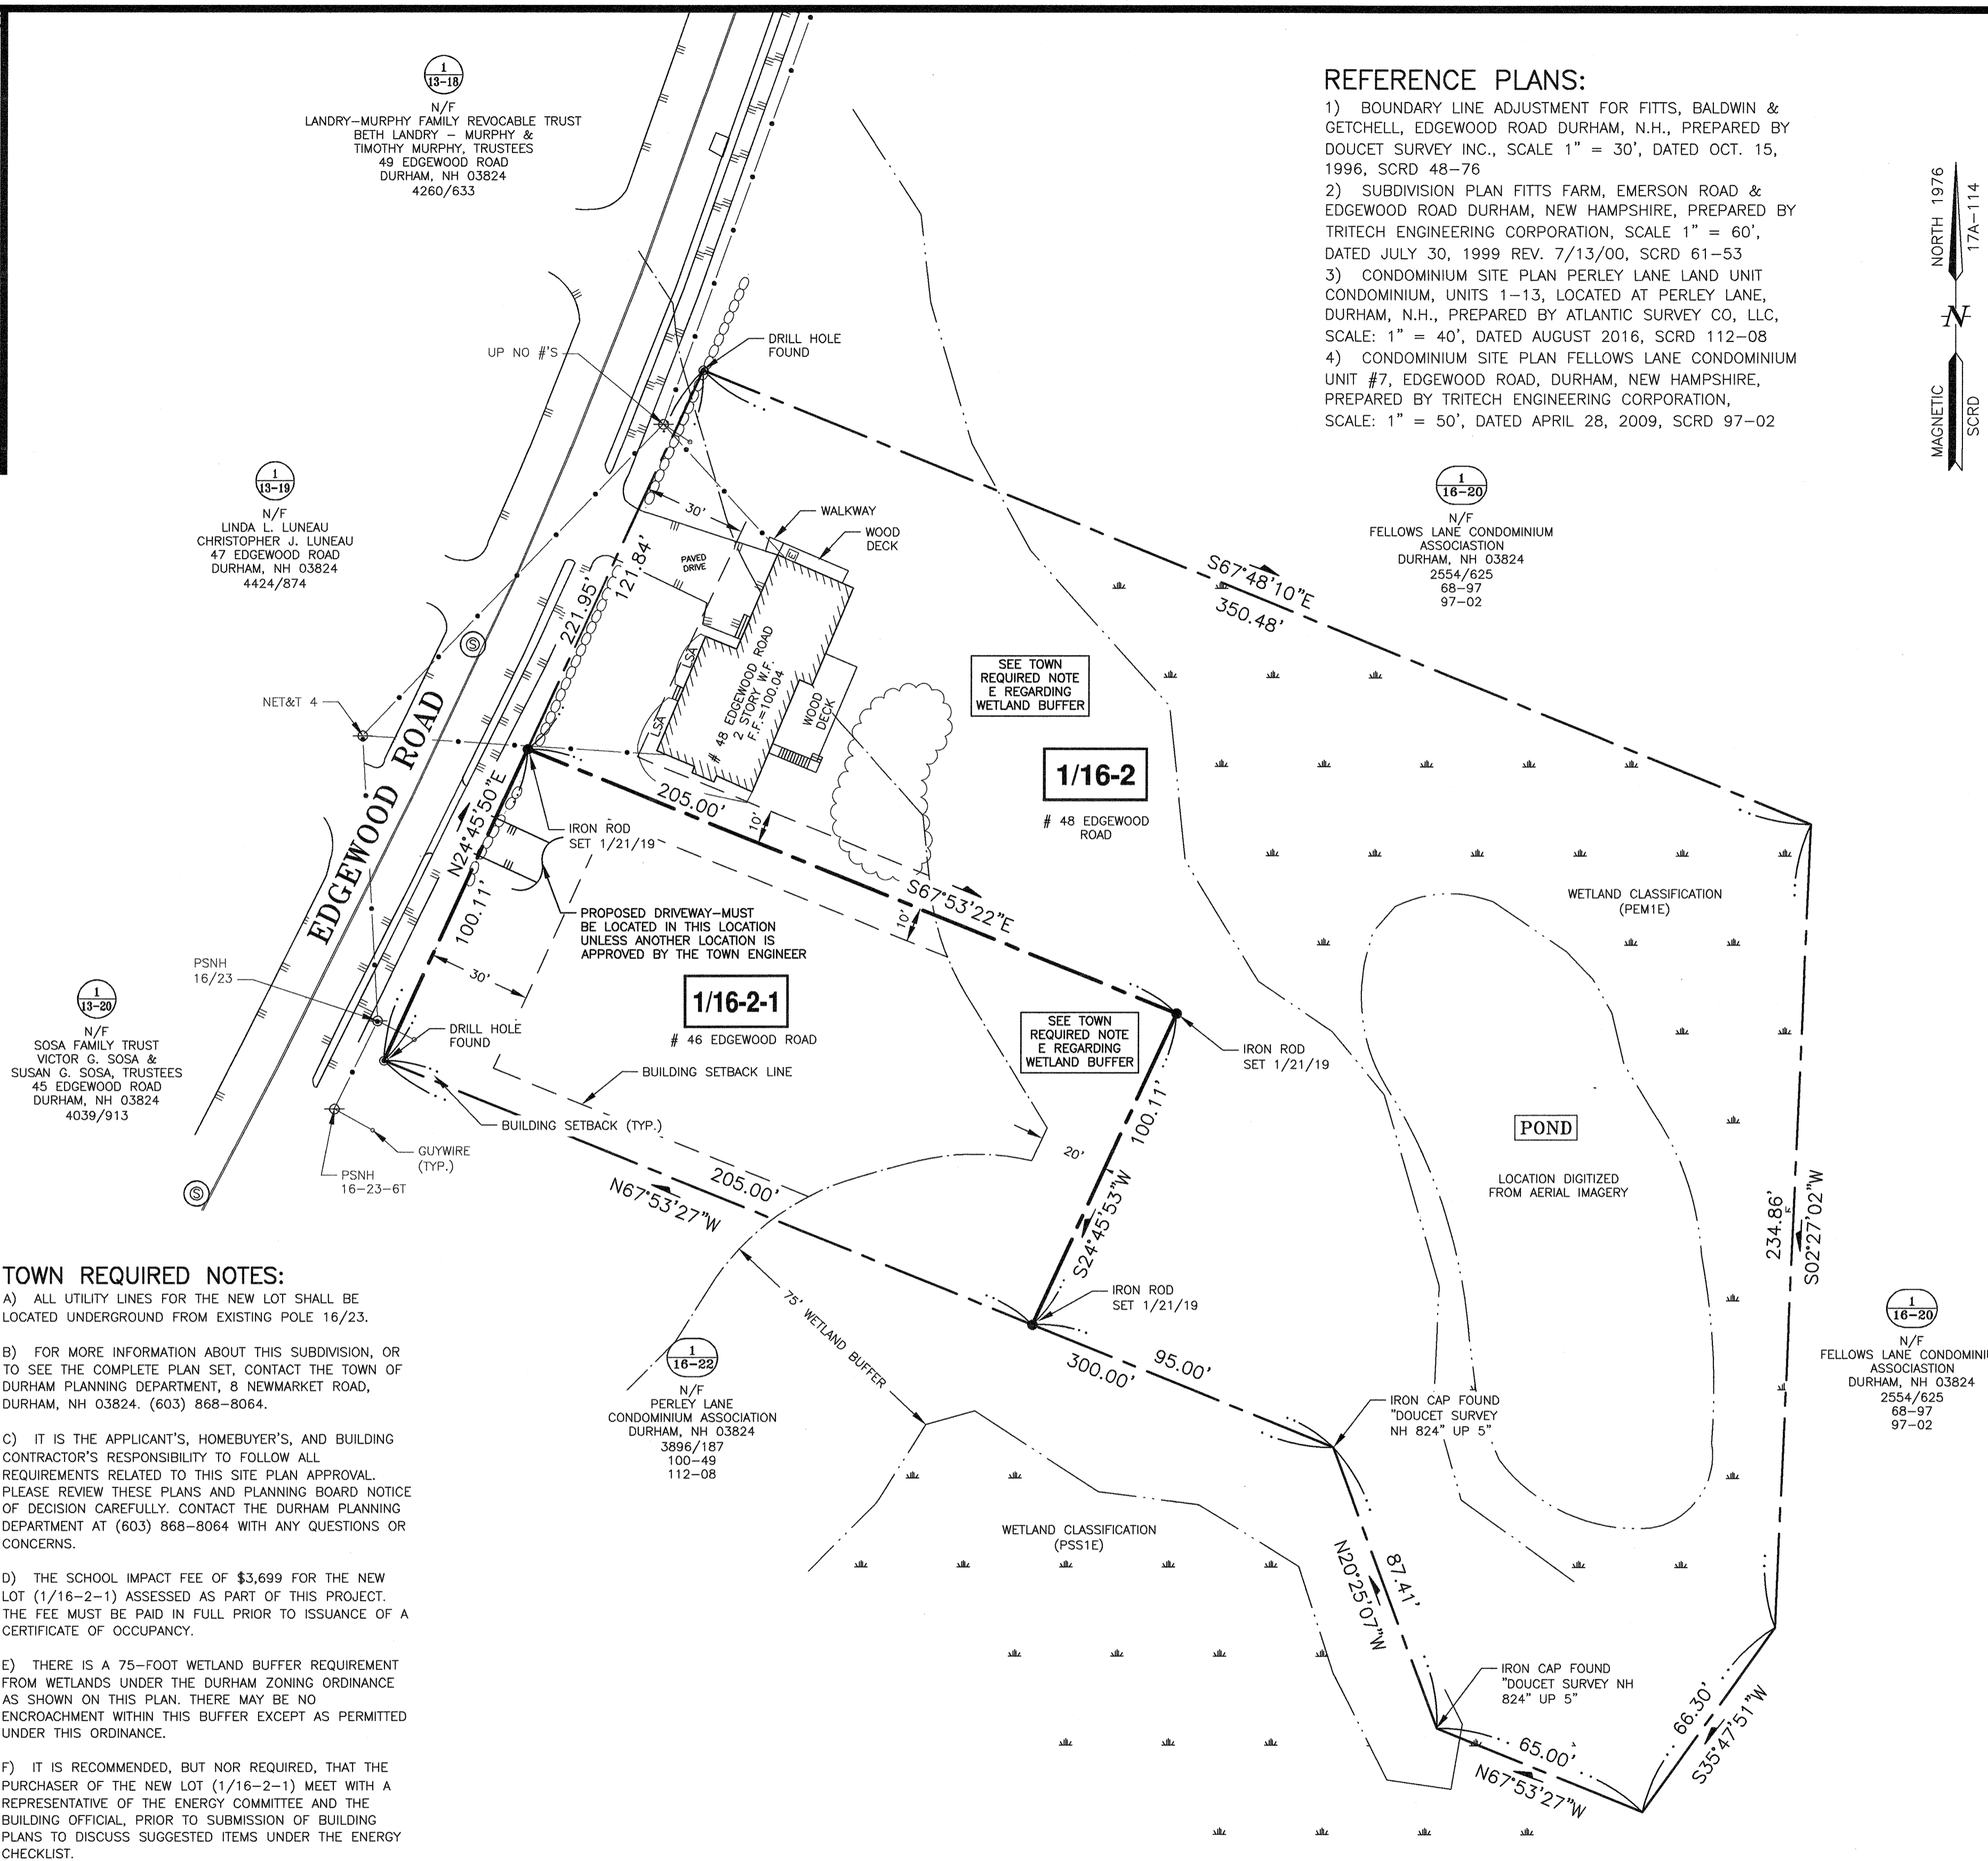 1
13-18
N/F
LANDRY-MURPHY FAMILY REVOCABLE TRUST
BETH LANDRY - MURPHY &
TIMOTHY MURPHY, TRUSTEES
49 EDGEWOOD ROAD
DURHAM, NH 03824
4260/633
REFERENCE PLANS:
1) BOUNDARY LINE ADJUSTMENT FOR FITTS, BALDWIN &
GETCHELL, EDGEWOOD ROAD DURHAM, N.H., PREPARED BY
DOUCET SURVEY INC., SCALE 1" = 30', DATED OCT. 15,
1996, SCRD 48-76
2) SUBDIVISION PLAN FITTS FARM, EMERSON ROAD &
EDGEWOOD ROAD DURHAM, NEW HAMPSHIRE, PREPARED BY
TRITECH ENGINEERING CORPORATION, SCALE 1" = 60',
DATED JULY 30, 1999 REV. 7/13/00, SCRD 61-53
3) CONDOMINIUM SITE PLAN PERLEY LANE LAND UNIT
CONDOMINIUM, UNITS 1-13, LOCATED AT PERLEY LANE,
DURHAM, N.H., PREPARED BY ATLANTIC SURVEY CO, LLC,
SCALE: 1" = 40', DATED AUGUST 2016, SCRD 112-08
4) CONDOMINIUM SITE PLAN FELLOWS LANE CONDOMINIUM
UNIT #7, EDGEWOOD ROAD, DURHAM, NEW HAMPSHIRE,
PREPARED BY TRITECH ENGINEERING CORPORATION,
SCALE: 1" = 50', DATED APRIL 28, 2009, SCRD 97-02
MAGNETIC
NORTH 1976
N
SCRD
17A-114
UP NO #'S
DRILL HOLE
FOUND
1
13-19
N/F
LINDA L. LUNEAU
CHRISTOPHER J. LUNEAU
47 EDGEWOOD ROAD
DURHAM, NH 03824
4424/874
30'
WALKWAY
WOOD
DECK
E
PAVED
DRIVE
221.95'
121.84'
LSA
LSA
# 48 EDGEWOOD ROAD
2 STORY W.F.
F.F.=100.04
WOOD
DECK
S67°48'10"E
350.48'
1
16-20
N/F
FELLOWS LANE CONDOMINIUM
ASSOCIASTION
DURHAM, NH 03824
2554/625
68-97
97-02
SEE TOWN
REQUIRED NOTE
E REGARDING
WETLAND BUFFER
1/16-2
# 48 EDGEWOOD
ROAD
S
NET&T 4
EDGEWOOD ROAD
N24°45'50"E
100.11'
205.00'
10'
IRON ROD
SET 1/21/19
S67°53'22"E
10'
PROPOSED DRIVEWAY-MUST
BE LOCATED IN THIS LOCATION
UNLESS ANOTHER LOCATION IS
APPROVED BY THE TOWN ENGINEER
WETLAND CLASSIFICATION
(PEM1E)
PSNH
16/23
30'
1/16-2-1
# 46 EDGEWOOD ROAD
DRILL HOLE
FOUND
BUILDING SETBACK LINE
BUILDING SETBACK (TYP.)
SEE TOWN
REQUIRED NOTE
E REGARDING
WETLAND BUFFER
IRON ROD
SET 1/21/19
1
13-20
N/F
SOSA FAMILY TRUST
VICTOR G. SOSA &
SUSAN G. SOSA, TRUSTEES
45 EDGEWOOD ROAD
DURHAM, NH 03824
4039/913
GUYWIRE
(TYP.)
PSNH
16-23-6T
S
POND
LOCATION DIGITIZED
FROM AERIAL IMAGERY
20'
100.11'
S24°45'53"W
205.00'
N67°53'27"W
234.86'
S02°27'02"W
TOWN REQUIRED NOTES:
A) ALL UTILITY LINES FOR THE NEW LOT SHALL BE
LOCATED UNDERGROUND FROM EXISTING POLE 16/23.
B) FOR MORE INFORMATION ABOUT THIS SUBDIVISION, OR
TO SEE THE COMPLETE PLAN SET, CONTACT THE TOWN OF
DURHAM PLANNING DEPARTMENT, 8 NEWMARKET ROAD,
DURHAM, NH 03824. (603) 868-8064.
C) IT IS THE APPLICANT'S, HOMEBUYER'S, AND BUILDING
CONTRACTOR'S RESPONSIBILITY TO FOLLOW ALL
REQUIREMENTS RELATED TO THIS SITE PLAN APPROVAL.
PLEASE REVIEW THESE PLANS AND PLANNING BOARD NOTICE
OF DECISION CAREFULLY. CONTACT THE DURHAM PLANNING
DEPARTMENT AT (603) 868-8064 WITH ANY QUESTIONS OR
CONCERNS.
D) THE SCHOOL IMPACT FEE OF $3,699 FOR THE NEW
LOT (1/16-2-1) ASSESSED AS PART OF THIS PROJECT.
THE FEE MUST BE PAID IN FULL PRIOR TO ISSUANCE OF A
CERTIFICATE OF OCCUPANCY.
E) THERE IS A 75-FOOT WETLAND BUFFER REQUIREMENT
FROM WETLANDS UNDER THE DURHAM ZONING ORDINANCE
AS SHOWN ON THIS PLAN. THERE MAY BE NO
ENCROACHMENT WITHIN THIS BUFFER EXCEPT AS PERMITTED
UNDER THIS ORDINANCE.
F) IT IS RECOMMENDED, BUT NOR REQUIRED, THAT THE
PURCHASER OF THE NEW LOT (1/16-2-1) MEET WITH A
REPRESENTATIVE OF THE ENERGY COMMITTEE AND THE
BUILDING OFFICIAL, PRIOR TO SUBMISSION OF BUILDING
PLANS TO DISCUSS SUGGESTED ITEMS UNDER THE ENERGY
CHECKLIST.
75' WETLAND BUFFER
IRON ROD
SET 1/21/19
1
16-22
N/F
PERLEY LANE
CONDOMINIUM ASSOCIATION
DURHAM, NH 03824
3896/187
100-49
112-08
300.00'
95.00'
IRON CAP FOUND
"DOUCET SURVEY
NH 824" UP 5"
1
16-20
N/F
FELLOWS LANE CONDOMINIU
ASSOCIASTION
DURHAM, NH 03824
2554/625
68-97
97-02
WETLAND CLASSIFICATION
(PSS1E)
87.41'
N20°25'07"W
IRON CAP FOUND
"DOUCET SURVEY NH
824" UP 5"
65.00'
N67°53'27"W
66.30'
S35°47'51"W